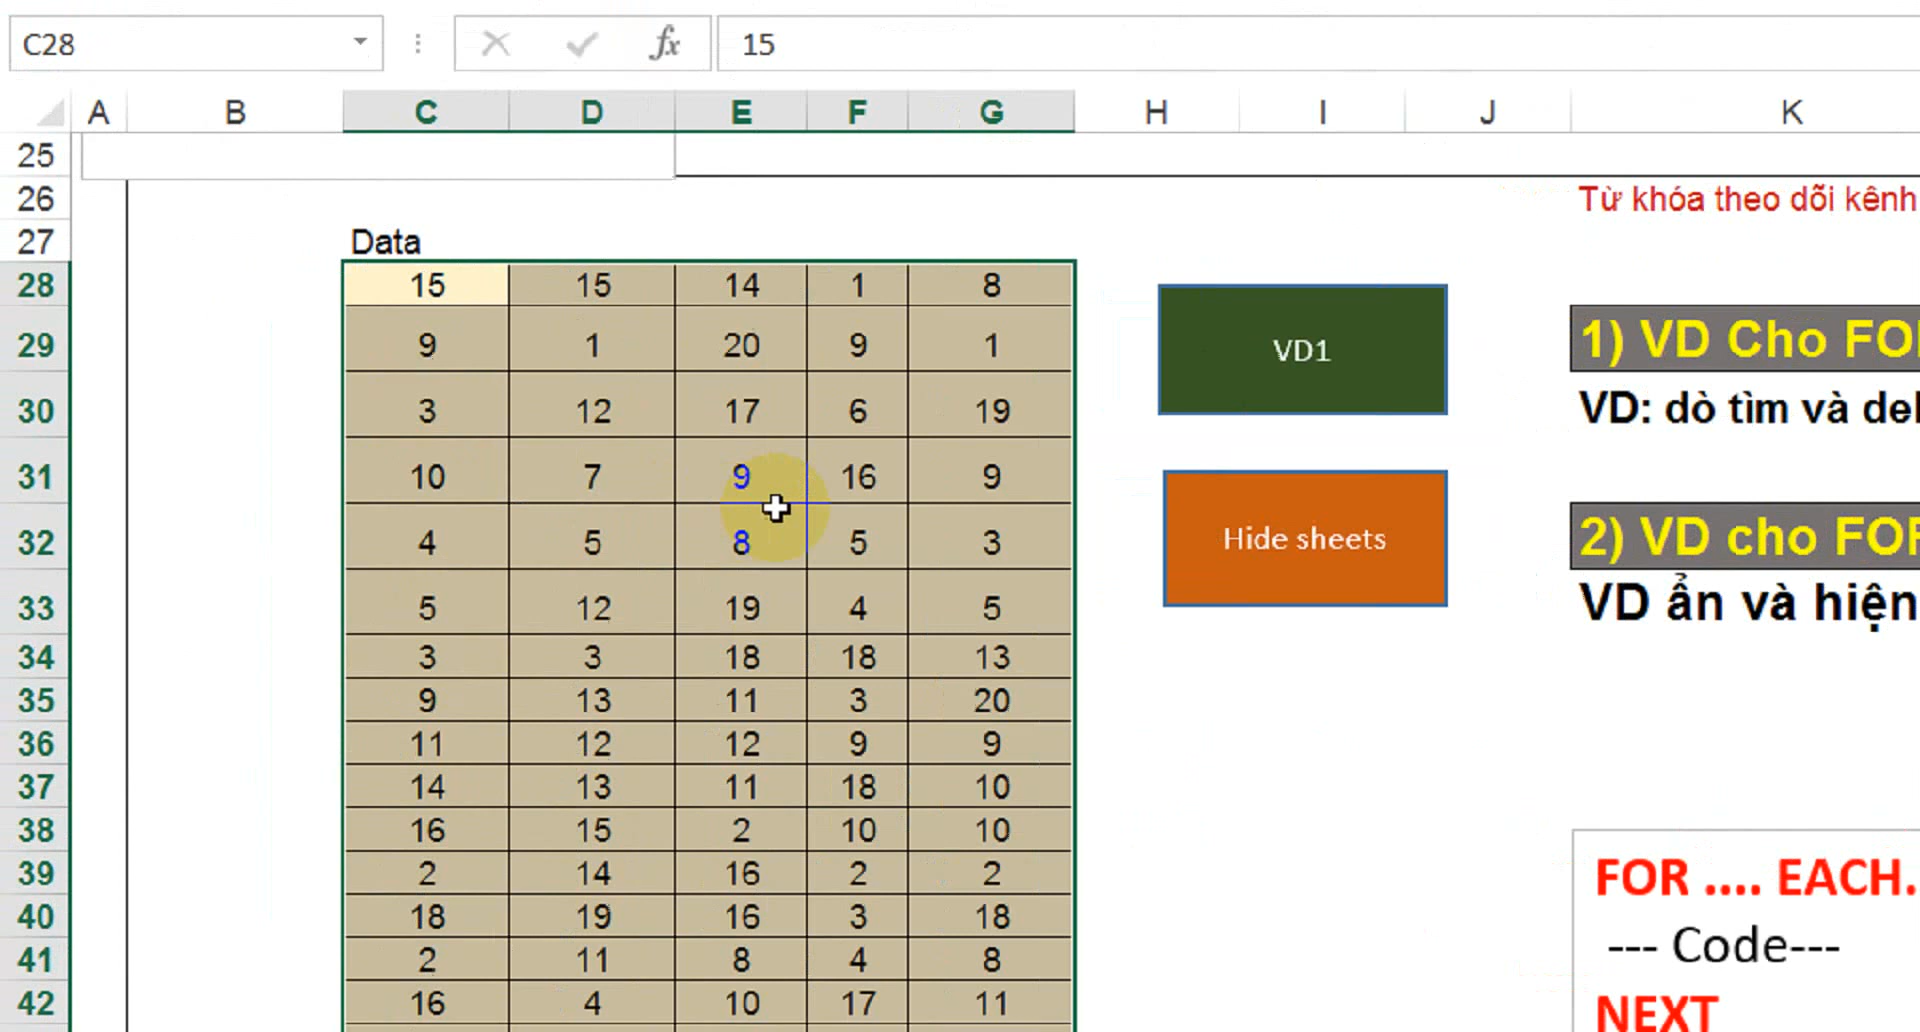 C28 fx 15
A B C D E F G H I J K
25
26 Từ khóa theo dõi kênh
27 Data
28 15 15 14 1 8
29 9 1 20 9 1
30 3 12 17 6 19
31 10 7 9 16 9
32 4 5 8 5 3
33 5 12 19 4 5
34 3 3 18 18 13
35 9 13 11 3 20
36 11 12 12 9 9
37 14 13 11 18 10
38 16 15 2 10 10
39 2 14 16 2 2
40 18 19 16 3 18
41 2 11 8 4 8
42 16 4 10 17 11
VD1
Hide sheets
1) VD Cho FO
VD: dò tìm và del
2) VD cho FO
VD ẩn và hiện
FOR .... EACH.
--- Code---
NEXT